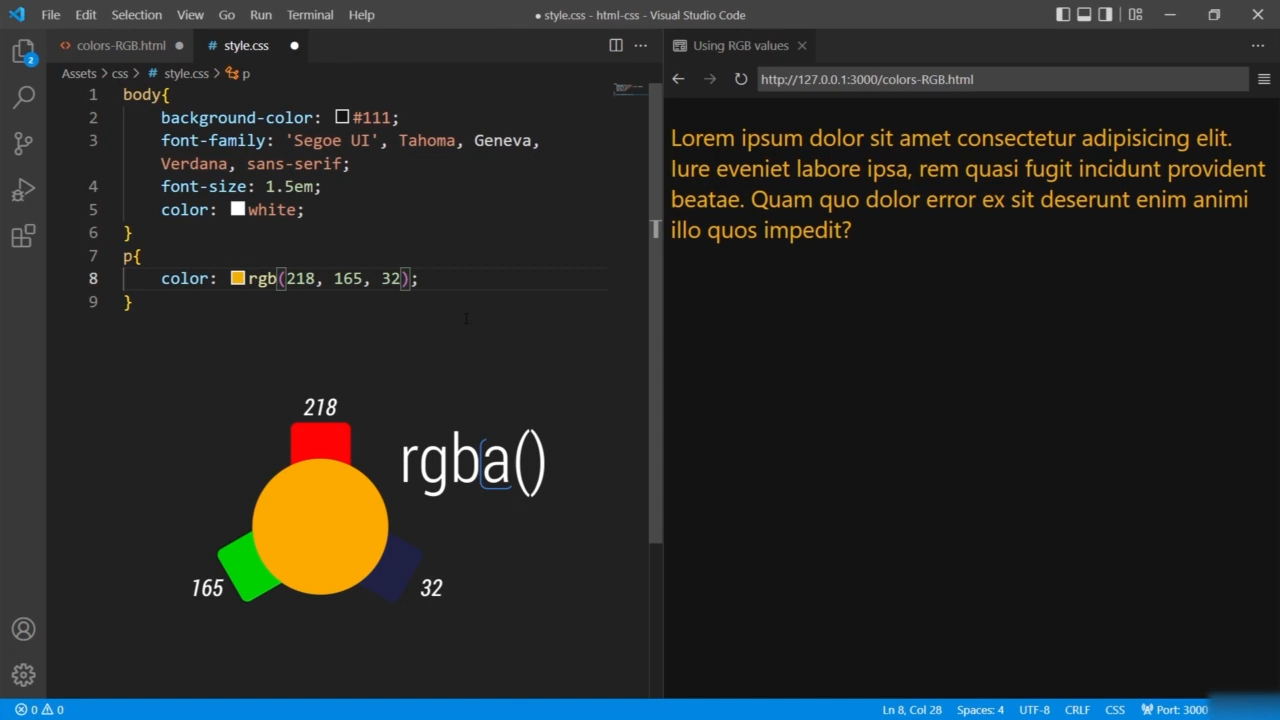 File Edit Selection View Go Run Terminal Help
● style.css - html-css - Visual Studio Code
colors-RGB.html ●
# style.css ●
Using RGB values
Assets > css > # style.css > p
http://127.0.0.1:3000/colors-RGB.html
1 body{
2 background-color: #111;
3 font-family: 'Segoe UI', Tahoma, Geneva,
Verdana, sans-serif;
4 font-size: 1.5em;
5 color: white;
6 }
7 p{
8 color: rgb(218, 165, 32);
9 }
218
rgba()
165
32
Lorem ipsum dolor sit amet consectetur adipisicing elit.
Iure eveniet labore ipsa, rem quasi fugit incidunt provident
beatae. Quam quo dolor error ex sit deserunt enim animi
illo quos impedit?
2
0 0
Ln 8, Col 28 Spaces: 4 UTF-8 CRLF CSS Port: 3000